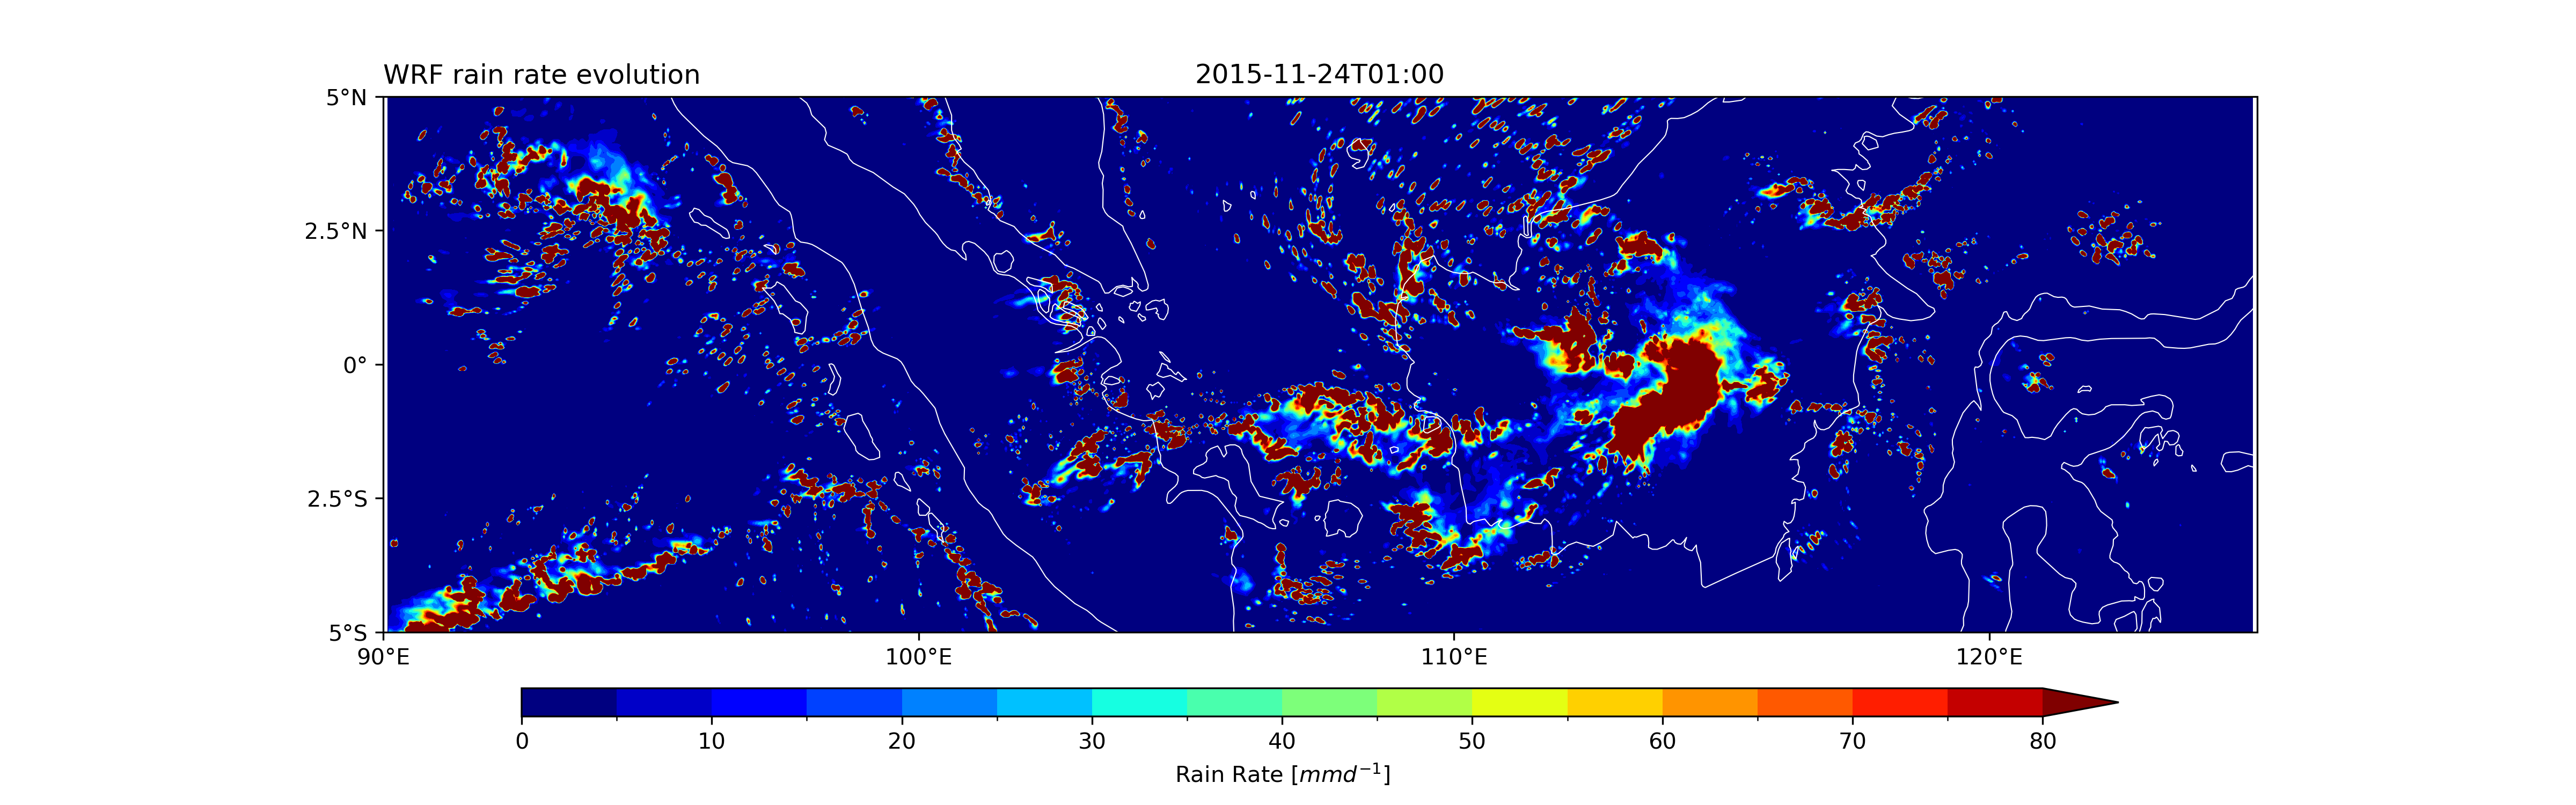 WRF rain rate evolution
2015-11-24T01:00
5°N
2.5°N
0°
2.5°S
5°S
90°E 100°E 110°E 120°E
0 10 20 30 40 50 60 70 80
Rain Rate [mmd⁻¹]